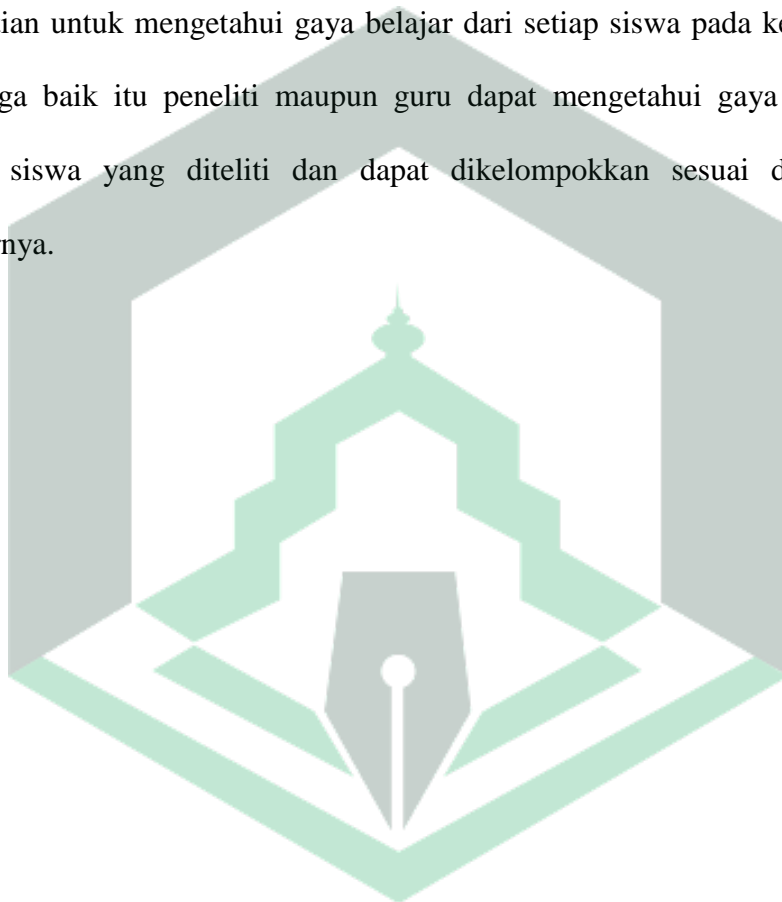 untuk mengetahui gaya belajar dari setiap siswa pada
baik itu peneliti maupun guru dapat mengetahui gaya
siswa yang diteliti dan dapat dikelompokkan sesuai